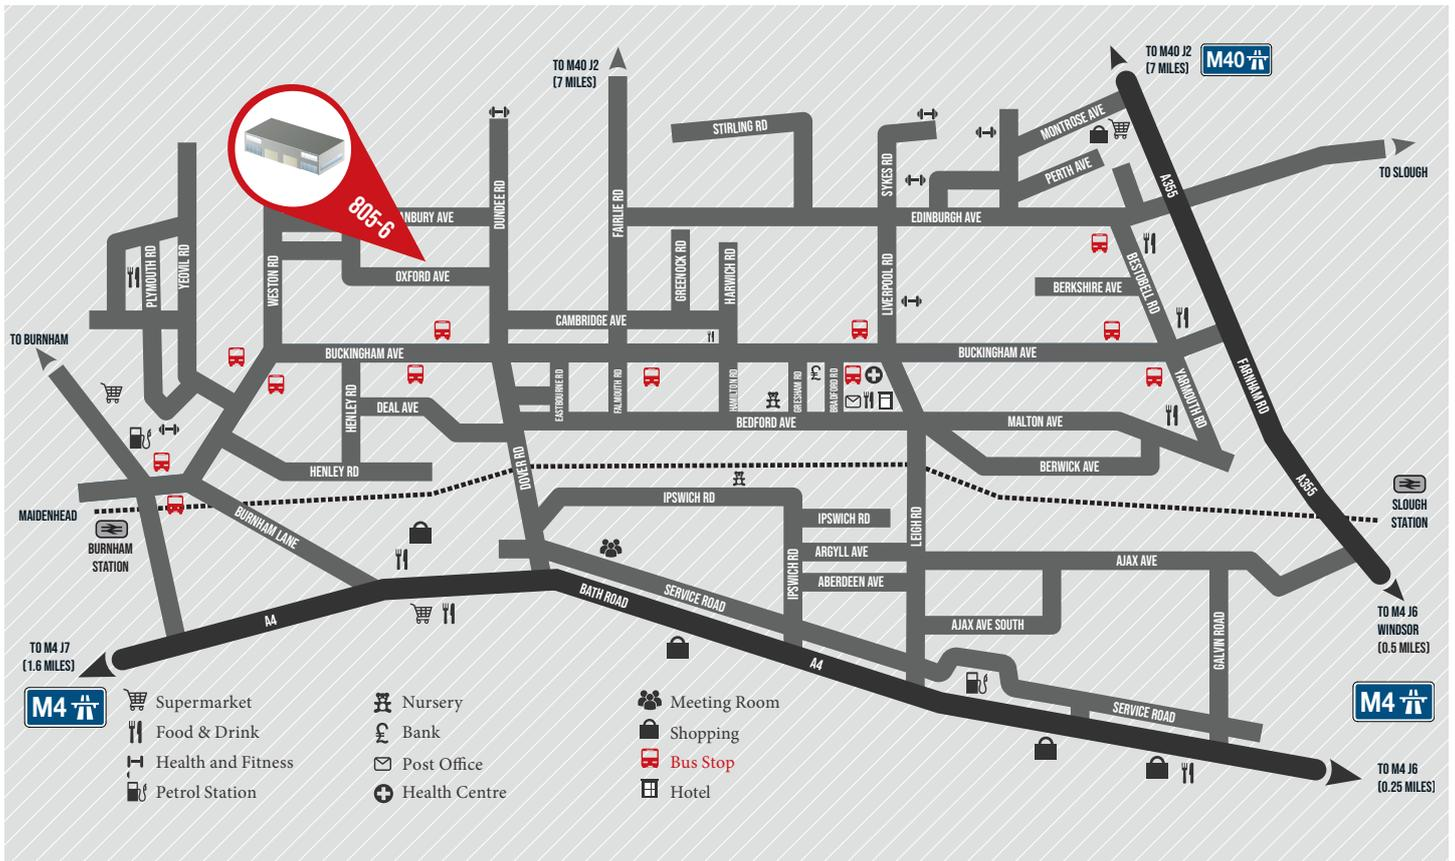 TO M40 J2
(7 MILES)
TO M40 J2
(7 MILES)
M40
TO SLOUGH
STIRLING RD
MONTROSE AVE
PERTH AVE
SYKES RD
A355
805-6
ANBURY AVE
DUNDEE RD
FAIRLIE RD
EDINBURGH AVE
PLYMOUTH RD
YEOVIL RD
WESTON RD
OXFORD AVE
GREENOCK RD
HARWICH RD
LIVERPOOL RD
BESTOBELL RD
BERKSHIRE AVE
CAMBRIDGE AVE
TO BURNHAM
BUCKINGHAM AVE
BUCKINGHAM AVE
FARNHAM RD
HENLEY RD
DEAL AVE
EASTBOURNE RD
FALMOUTH RD
HAMILTON RD
GRESHAM RD
BRADFORD RD
YARMOUTH RD
BEDFORD AVE
MALTON AVE
HENLEY RD
DOVER RD
BERWICK AVE
A355
MAIDENHEAD
BURNHAM
STATION
BURNHAM LANE
IPSWICH RD
IPSWICH RD
LEIGH RD
SLOUGH
STATION
ARGYLL AVE
IPSWICH RD
ABERDEEN AVE
AJAX AVE
AJAX AVE SOUTH
GALVIN ROAD
A4
BATH ROAD
SERVICE ROAD
A4
SERVICE ROAD
TO M4 J6
WINDSOR
(0.5 MILES)
M4
TO M4 J7
(1.6 MILES)
M4
TO M4 J6
(0.25 MILES)
Supermarket
Food & Drink
Health and Fitness
Petrol Station
Nursery
£ Bank
Post Office
Health Centre
Meeting Room
Shopping
Bus Stop
Hotel